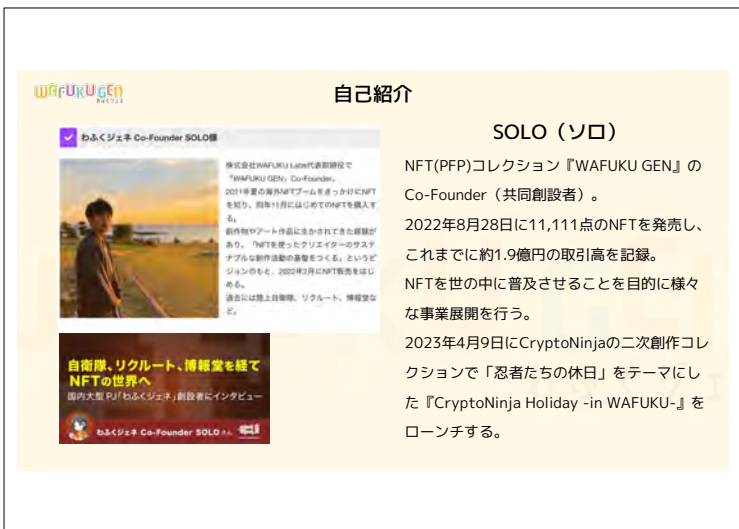 WAFUKU GEN
わふくジェネ
自己紹介
わふくジェネ Co-Founder SOLO様
株式会社WAFUKU Labs代表取締役で
「WAFUKU GEN」Co-Founder。
2021年夏の海外NFTブームをきっかけにNFT
を知り、同年11月にはじめてのNFTを購入す
る。
創作物やアート作品に生かされてきた経験が
あり、「NFTを使ったクリエイターのサステ
ナブルな創作活動の基盤をつくる」というビ
ジョンのもと、2022年2月にNFT販売をはじ
める。
過去には陸上自衛隊、リクルート、博報堂な
ど。
自衛隊、リクルート、博報堂を経て
NFTの世界へ
国内大型PJ「わふくジェネ」創設者にインタビュー
わふくジェネ Co-Founder SOLOさん
SOLO（ソロ）
NFT(PFP)コレクション『WAFUKU GEN』の
Co-Founder（共同創設者）。
2022年8月28日に11,111点のNFTを発売し、
これまでに約1.9億円の取引高を記録。
NFTを世の中に普及させることを目的に様々
な事業展開を行う。
2023年4月9日にCryptoNinjaの二次創作コレ
クションで「忍者たちの休日」をテーマにし
た『CryptoNinja Holiday -in WAFUKU-』を
ローンチする。